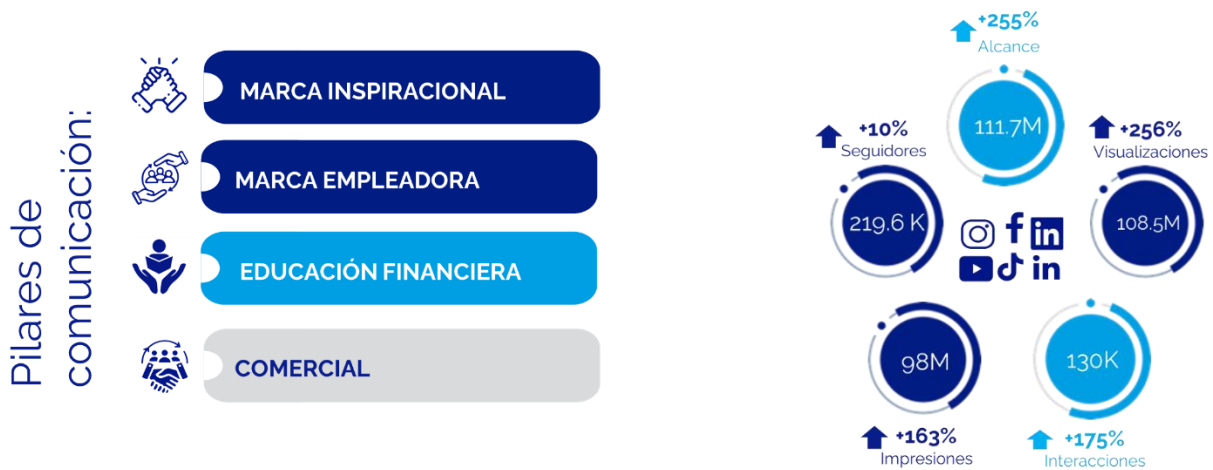 Pilares de
comunicación:
MARCA INSPIRACIONAL
MARCA EMPLEADORA
EDUCACIÓN FINANCIERA
COMERCIAL
+255%
Alcance
111.7M
+10%
Seguidores
219.6 K
+256%
Visualizaciones
108.5M
98M
+163%
Impresiones
130K
+175%
Interacciones